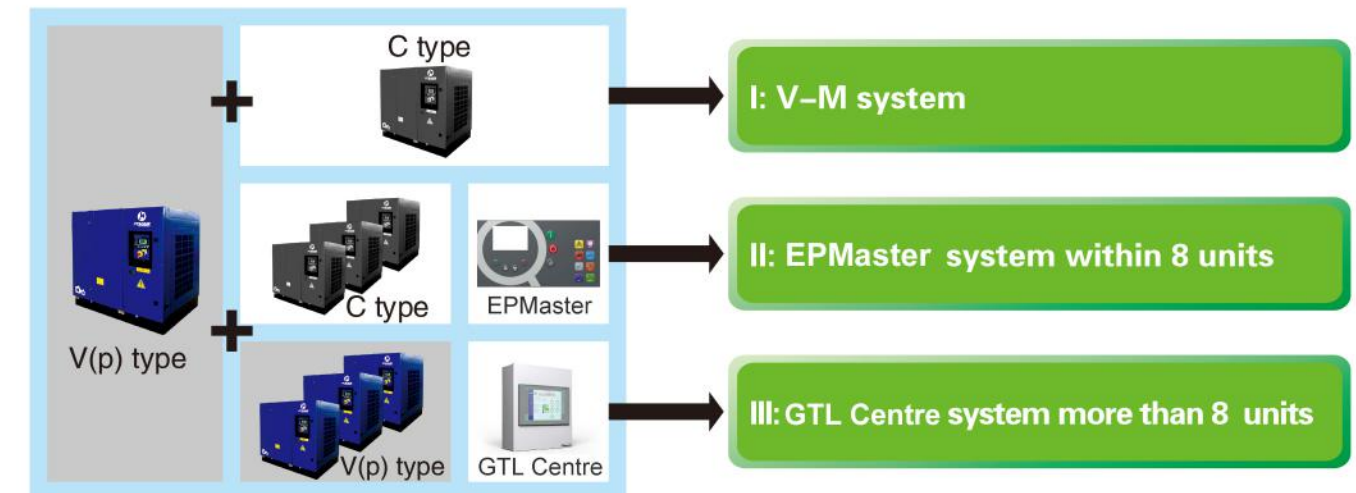 C type
I: V–M system
C type
EPMaster
II: EPMaster system within 8 units
V(p) type
V(p) type
GTL Centre
III: GTL Centre system more than 8 units